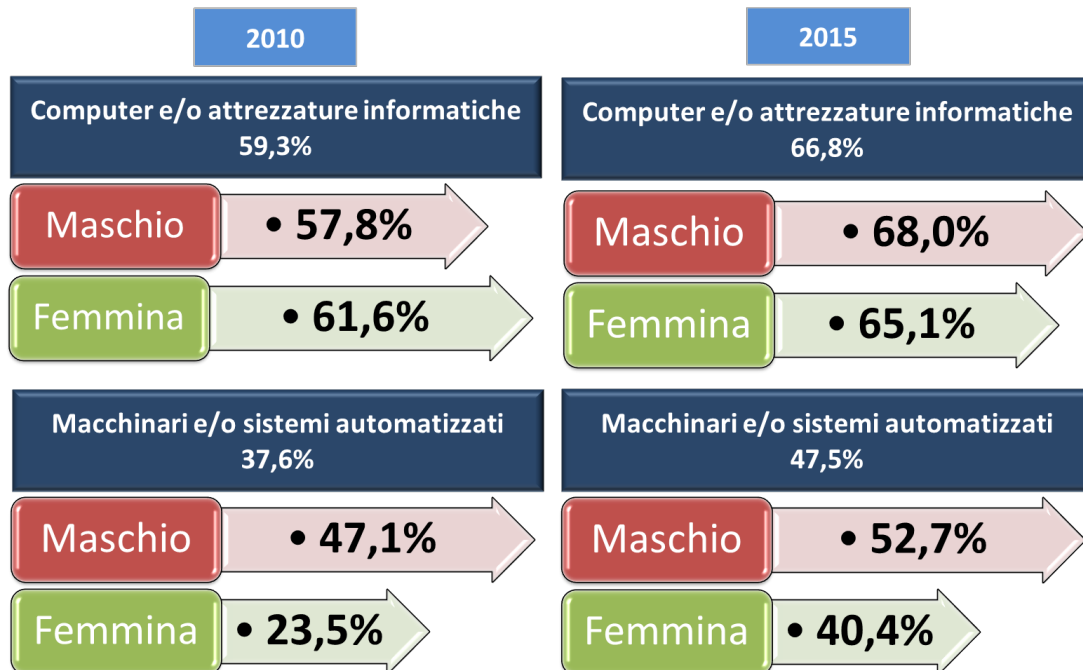 2010
Computer e/o attrezzature informatiche
59,3%
Maschio
• 57,8%
Femmina
• 61,6%
Macchinari e/o sistemi automatizzati
37,6%
Maschio
• 47,1%
Femmina
• 23,5%
2015
Computer e/o attrezzature informatiche
66,8%
Maschio
• 68,0%
Femmina
• 65,1%
Macchinari e/o sistemi automatizzati
47,5%
Maschio
• 52,7%
Femmina
• 40,4%